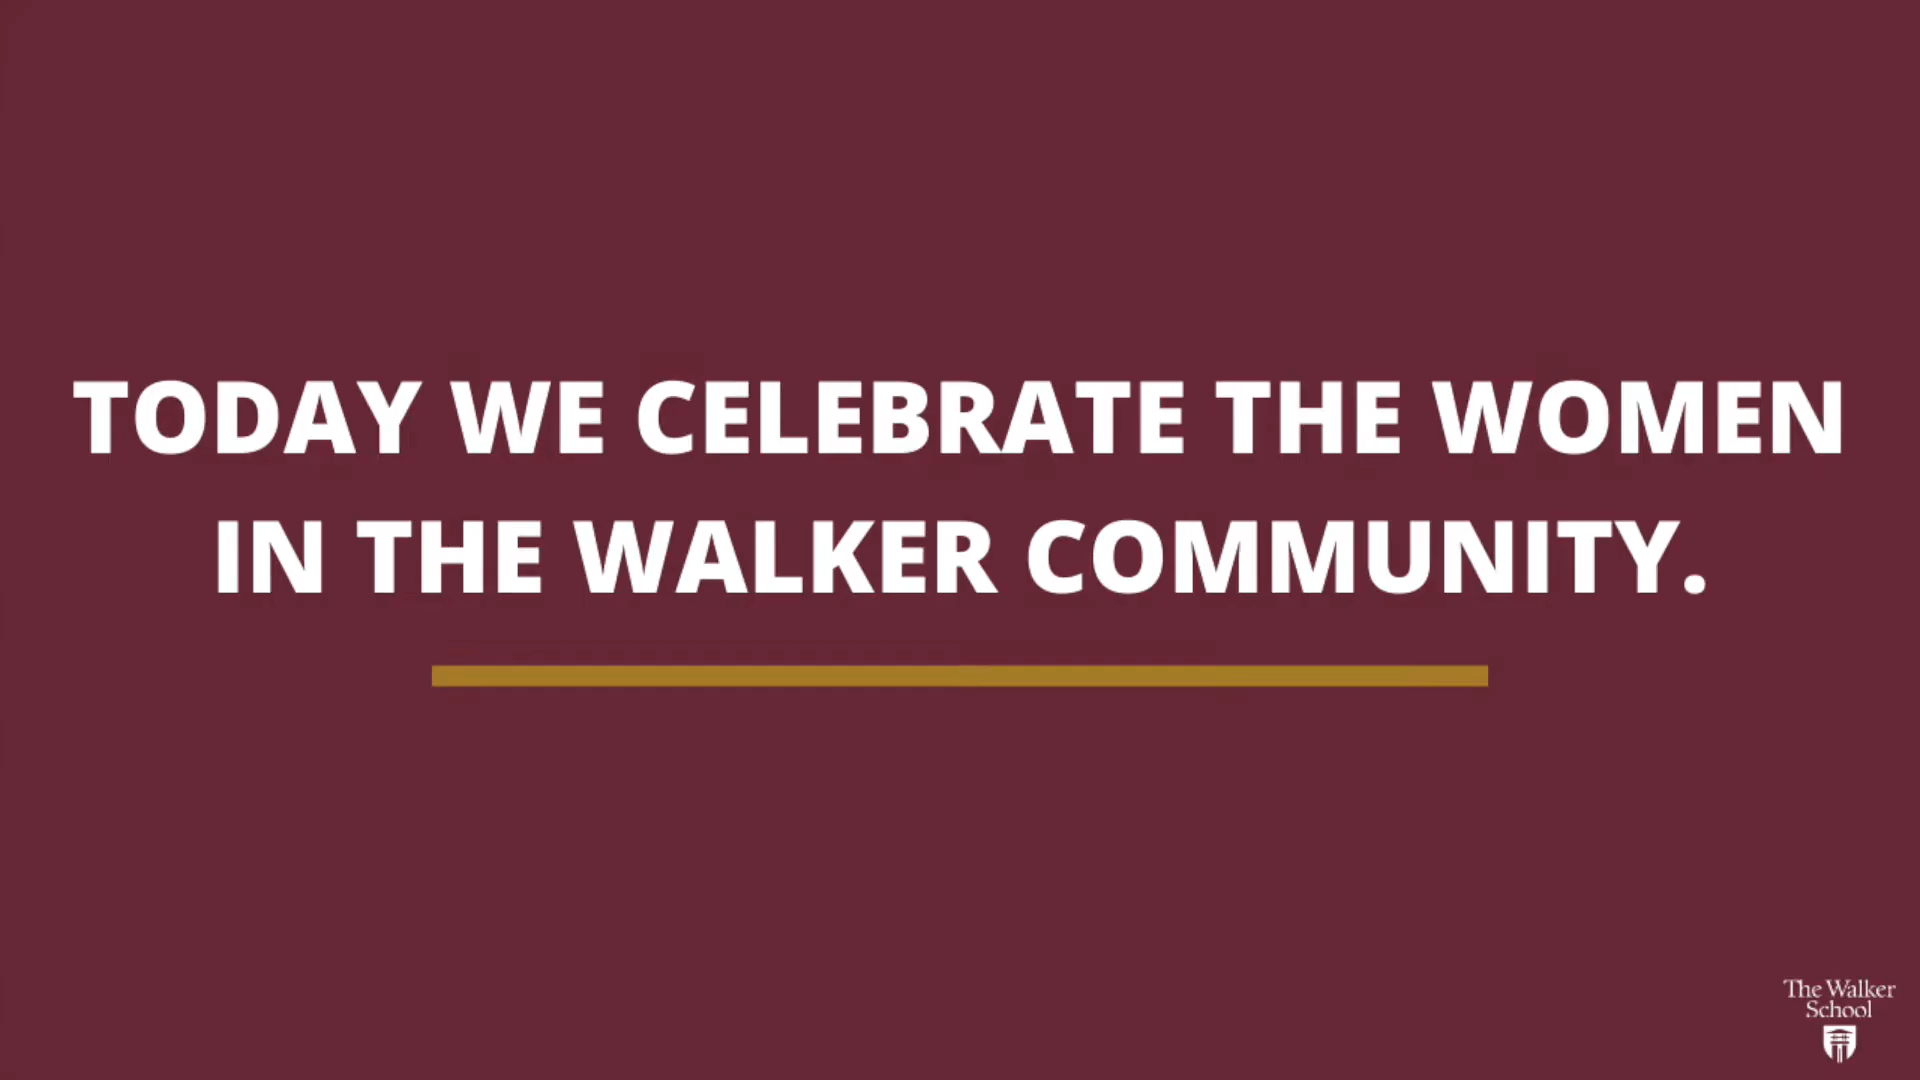 TODAY WE CELEBRATE THE WOMEN
IN THE WALKER COMMUNITY.
The Walker
School